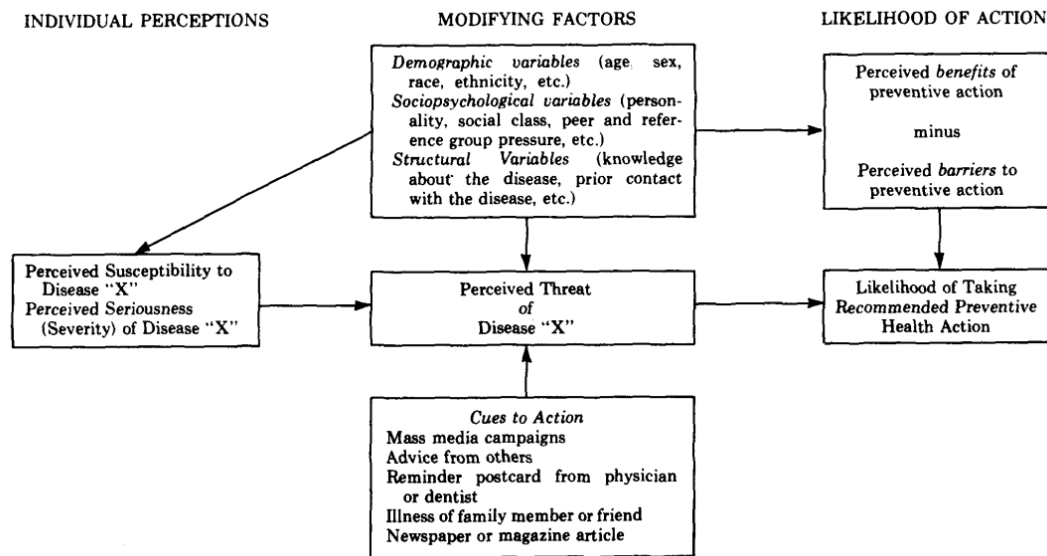 INDIVIDUAL PERCEPTIONS
MODIFYING FACTORS
LIKELIHOOD OF ACTION
Demographic variables (age sex,
race, ethnicity, etc.)
Sociopsychological variables (person-
ality, social class, peer and refer-
ence group pressure, etc.)
Structural Variables (knowledge
about the disease, prior contact
with the disease, etc.)
Perceived benefits of
preventive action
minus
Perceived barriers to
preventive action
Perceived Susceptibility to
Disease “X”
Perceived Seriousness
(Severity) of Disease “X”
Perceived Threat
of
Disease “X”
Likelihood of Taking
Recommended Preventive
Health Action
Cues to Action
Mass media campaigns
Advice from others
Reminder postcard from physician
or dentist
Illness of family member or friend
Newspaper or magazine article